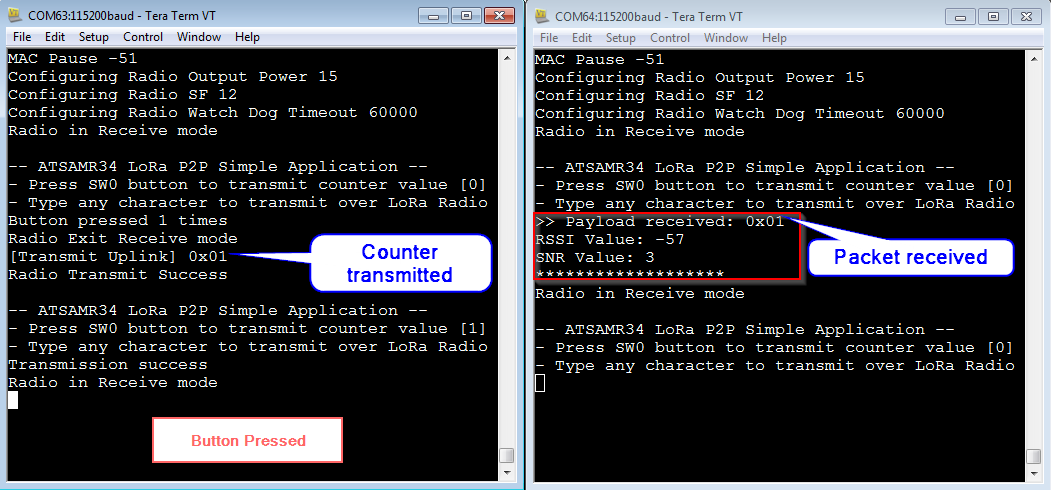 COM63:115200baud - Tera Term VT
File Edit Setup Control Window Help
MAC Pause -51
Configuring Radio Output Power 15
Configuring Radio SF 12
Configuring Radio Watch Dog Timeout 60000
Radio in Receive mode
-- ATSAMR34 LoRa P2P Simple Application --
- Press SW0 button to transmit counter value [0]
- Type any character to transmit over LoRa Radio
Button pressed 1 times
Radio Exit Receive mode
[Transmit Uplink] 0x01
Radio Transmit Success
Counter
transmitted
-- ATSAMR34 LoRa P2P Simple Application --
- Press SW0 button to transmit counter value [1]
- Type any character to transmit over LoRa Radio
Transmission success
Radio in Receive mode
Button Pressed
COM64:115200baud - Tera Term VT
File Edit Setup Control Window Help
MAC Pause -51
Configuring Radio Output Power 15
Configuring Radio SF 12
Configuring Radio Watch Dog Timeout 60000
Radio in Receive mode
-- ATSAMR34 LoRa P2P Simple Application --
- Press SW0 button to transmit counter value [0]
- Type any character to transmit over LoRa Radio
>> Payload received: 0x01
RSSI Value: -57
SNR Value: 3
*******************
Packet received
Radio in Receive mode
-- ATSAMR34 LoRa P2P Simple Application --
- Press SW0 button to transmit counter value [0]
- Type any character to transmit over LoRa Radio